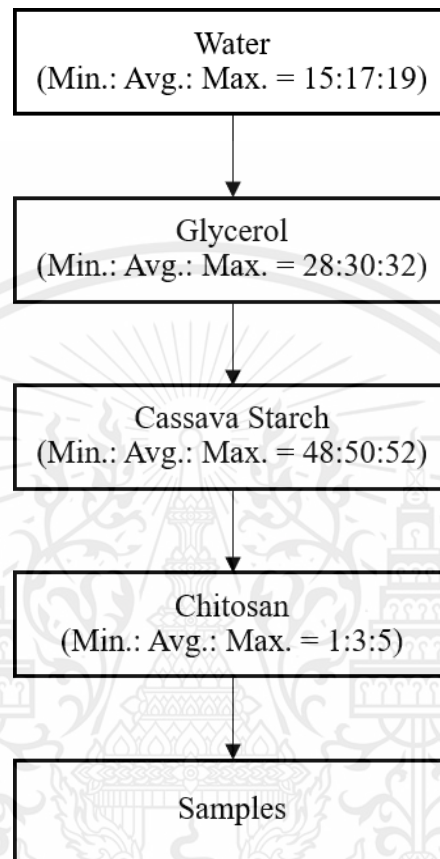 Water
(Min.: Avg.: Max. = 15:17:19)
Glycerol
(Min.: Avg.: Max. = 28:30:32)
Cassava Starch
(Min.: Avg.: Max. = 48:50:52)
Chitosan
(Min.: Avg.: Max. = 1:3:5)
Samples